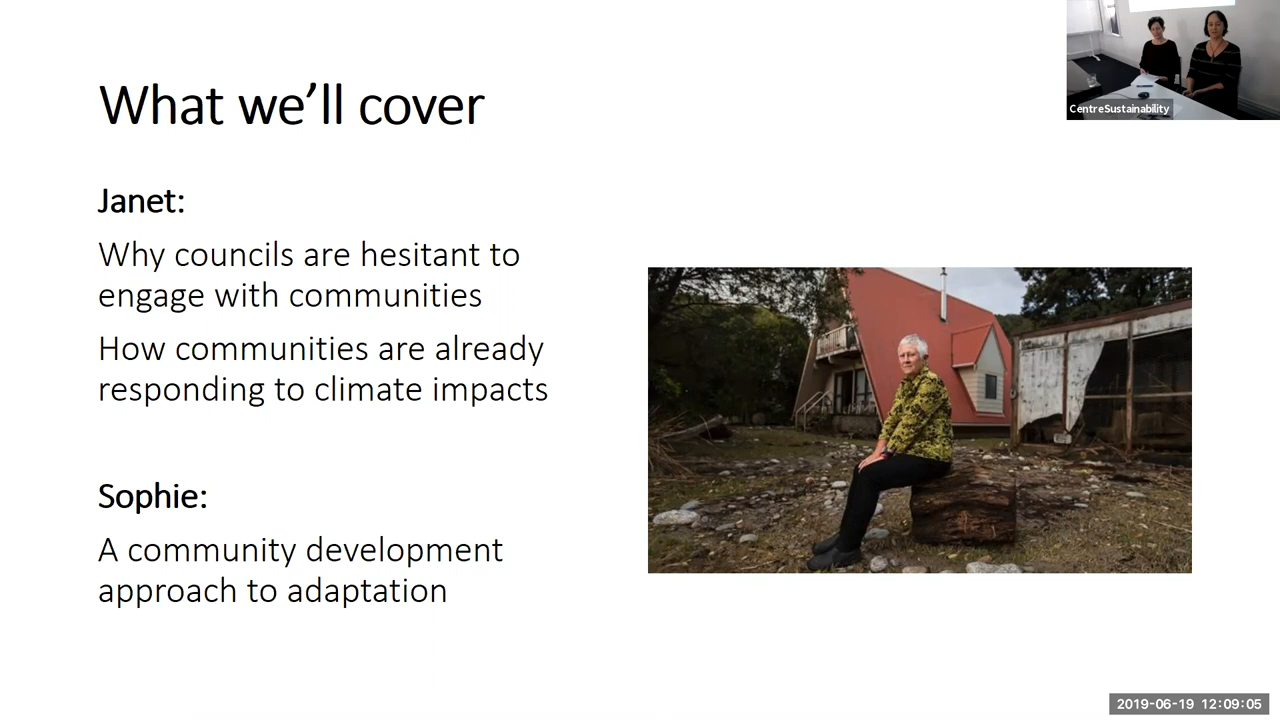 What we'll cover
CentreSustainability
Janet:
Why councils are hesitant to
engage with communities
How communities are already
responding to climate impacts
Sophie:
A community development
approach to adaptation
2019-06-19 12:09:05